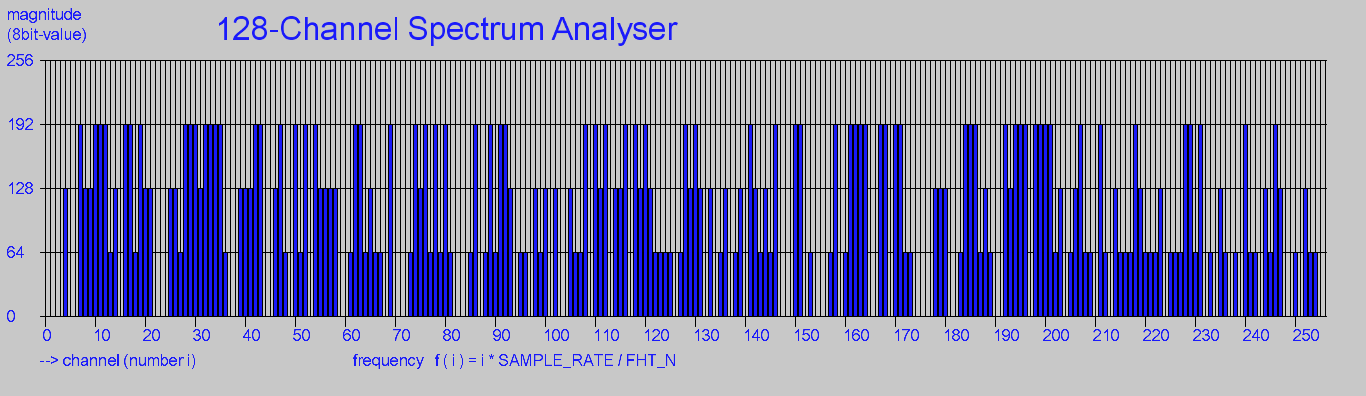 magnitude
(8bit-value)
128-Channel Spectrum Analyser
256
192
128
64
0
0 10 20 30 40 50 60 70 80 90 100 110 120 130 140 150 160 170 180 190 200 210 220 230 240 250
--> channel (number i)
frequency f ( i ) = i * SAMPLE_RATE / FHT_N